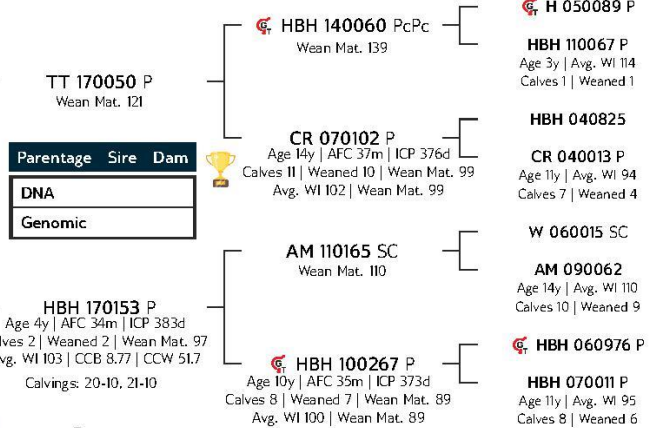 H 050089 P
HBH 140060 PcPc
Wean Mat. 139
HBH 110067 P
Age 3y | Avg. WI 114
Calves 1 | Weaned 1
TT 170050 P
Wean Mat. 121
HBH 040825
CR 070102 P
Age 14y | AFC 37m | ICP 376d
Calves 11 | Weaned 10 | Wean Mat. 99
Avg. WI 102 | Wean Mat. 99
CR 040013 P
Age 11y | Avg. WI 94
Calves 7 | Weaned 4
Parentage Sire Dam
DNA
Genomic
W 060015 SC
AM 110165 SC
Wean Mat. 110
AM 090062
Age 14y | Avg. WI 110
Calves 10 | Weaned 9
HBH 170153 P
Age 4y | AFC 34m | ICP 383d
lves 2 | Weaned 2 | Wean Mat. 97
vg. WI 103 | CCB 8.77 | CCW 51.7
Calvings: 20-10, 21-10
HBH 060976 P
HBH 100267 P
Age 10y | AFC 35m | ICP 373d
Calves 8 | Weaned 7 | Wean Mat. 89
Avg. WI 100 | Wean Mat. 89
HBH 070011 P
Age 11y | Avg. WI 95
Calves 8 | Weaned 6